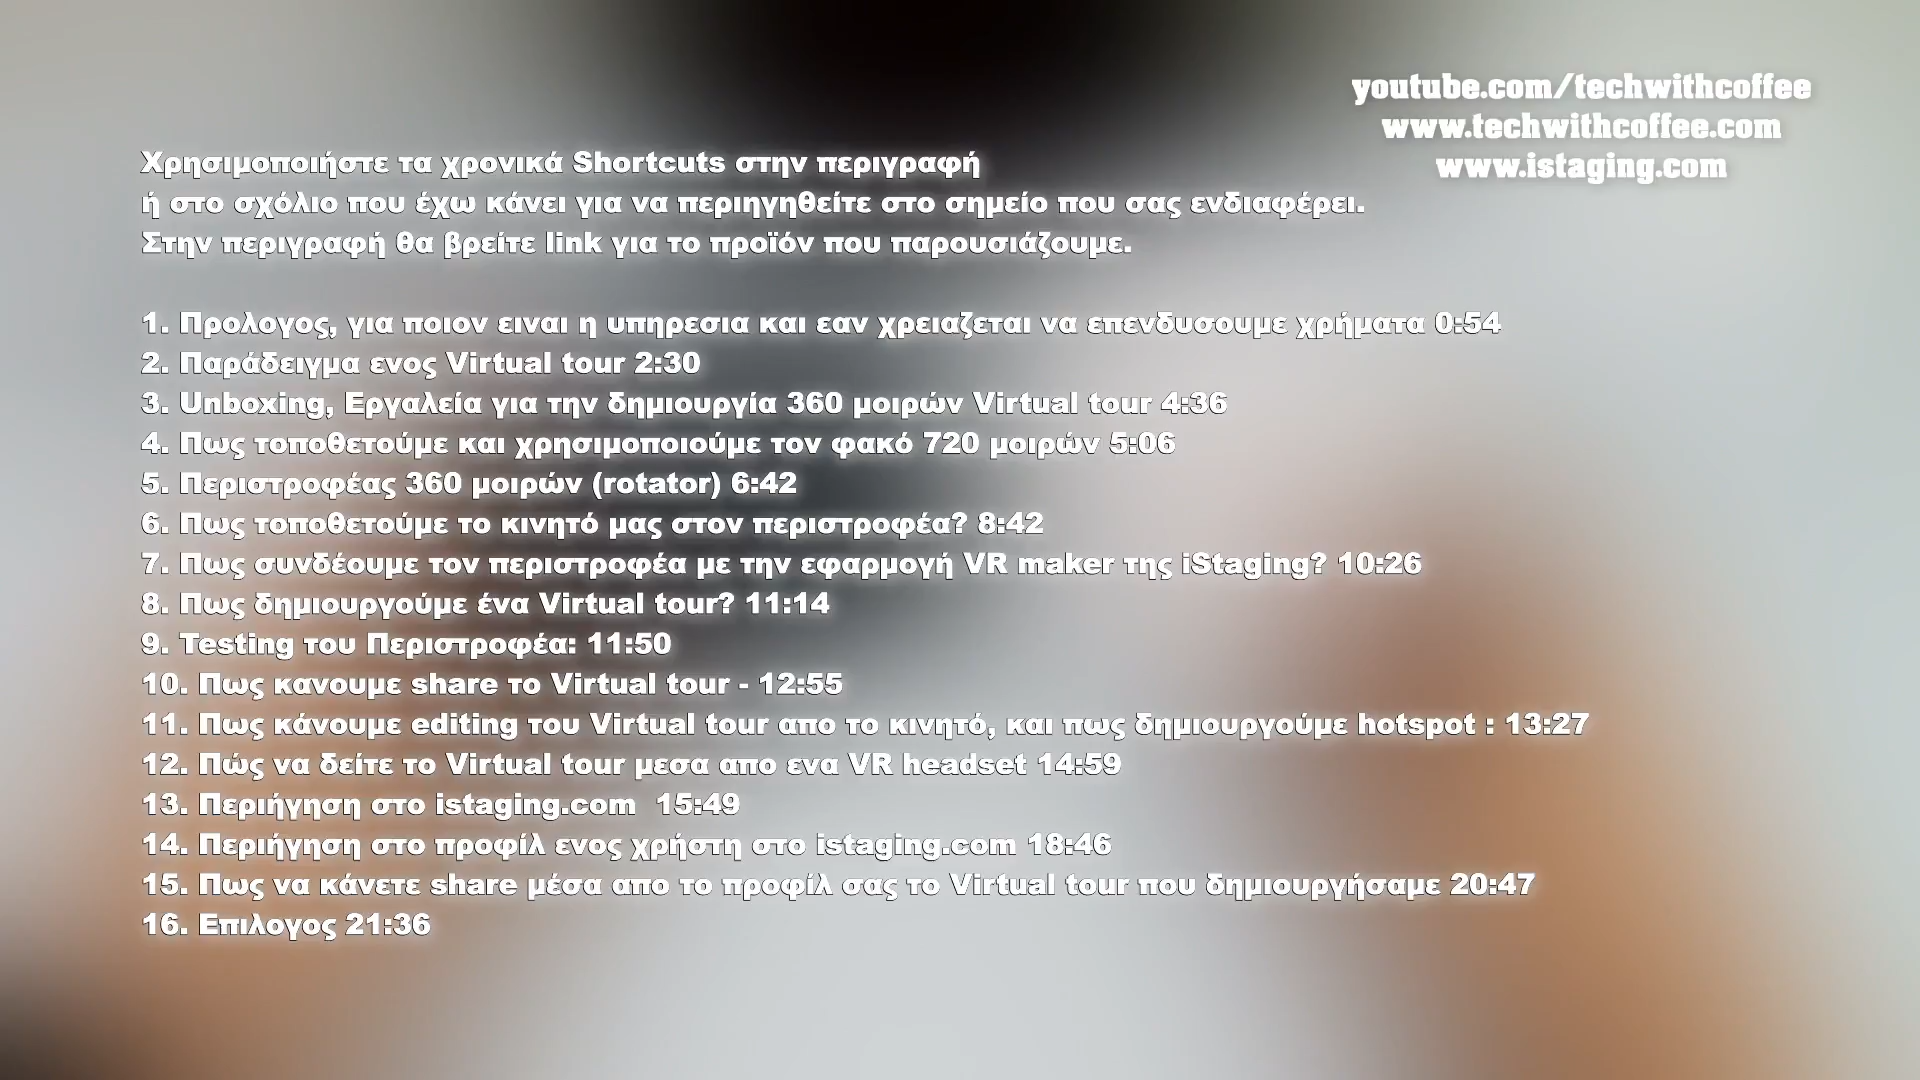 youtube.com/techwithcoffee
www.techwithcoffee.com
www.istaging.com
Χρησιμοποιήστε τα χρονικά Shortcuts στην περιγραφή
ή στο σχόλιο που έχω κάνει για να περιηγηθείτε στο σημείο που σας ενδιαφέρει.
Στην περιγραφή θα βρείτε link για το προϊόν που παρουσιάζουμε.
1. Προλογος, για ποιον ειναι η υπηρεσια και εαν χρειαζεται να επενδυσουμε χρήματα 0:54
2. Παράδειγμα ενος Virtual tour 2:30
3. Unboxing, Εργαλεία για την δημιουργία 360 μοιρών Virtual tour 4:36
4. Πως τοποθετούμε και χρησιμοποιούμε τον φακό 720 μοιρών 5:06
5. Περιστροφέας 360 μοιρών (rotator) 6:42
6. Πως τοποθετούμε το κινητό μας στον περιστροφέα? 8:42
7. Πως συνδέουμε τον περιστροφέα με την εφαρμογή VR maker της iStaging? 10:26
8. Πως δημιουργούμε ένα Virtual tour? 11:14
9. Testing του Περιστροφέα: 11:50
10. Πως κανουμε share το Virtual tour - 12:55
11. Πως κάνουμε editing του Virtual tour απο το κινητό, και πως δημιουργούμε hotspot : 13:27
12. Πώς να δείτε το Virtual tour μεσα απο ενα VR headset 14:59
13. Περιήγηση στο istaging.com  15:49
14. Περιήγηση στο προφίλ ενος χρήστη στο istaging.com 18:46
15. Πως να κάνετε share μέσα απο το προφίλ σας το Virtual tour που δημιουργήσαμε 20:47
16. Επιλογος 21:36